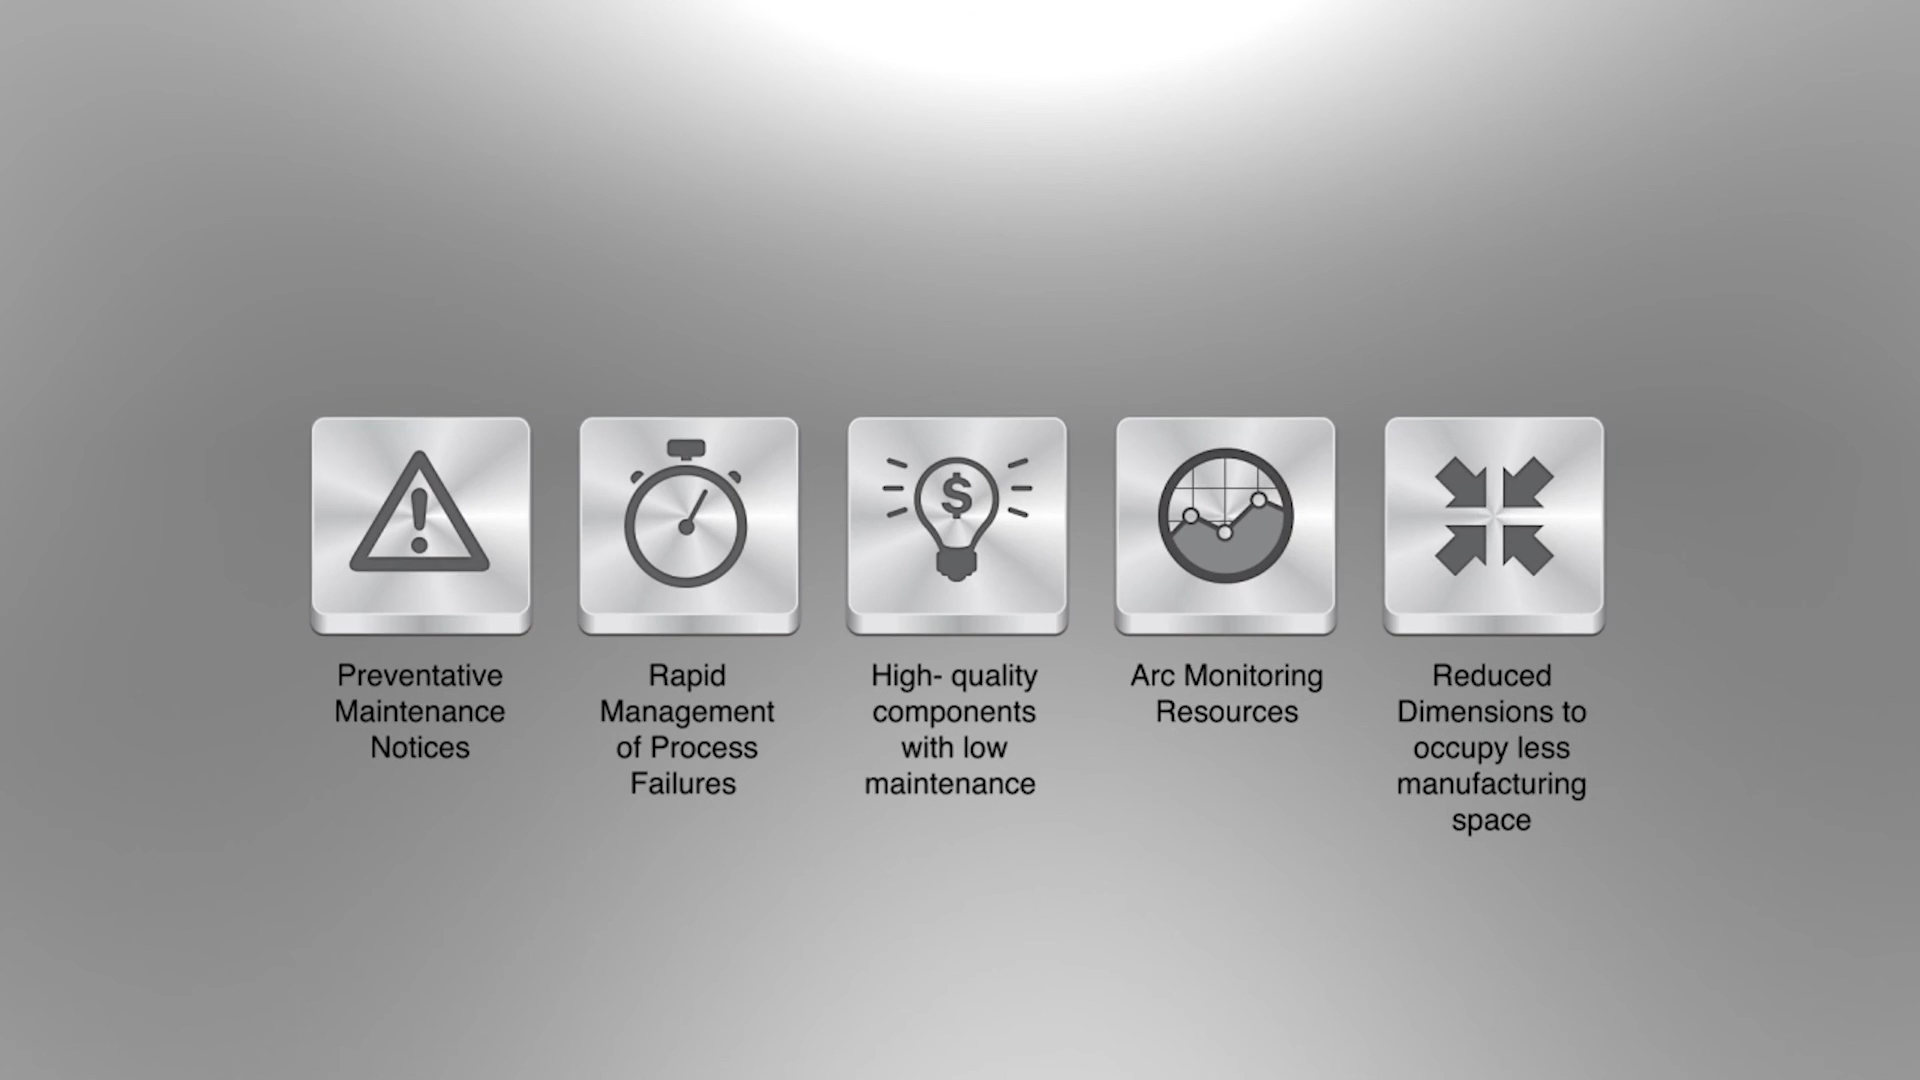 Preventative
Maintenance
Notices
Rapid
Management
of Process
Failures
$
High- quality
components
with low
maintenance
Arc Monitoring
Resources
Reduced
Dimensions to
occupy less
manufacturing
space